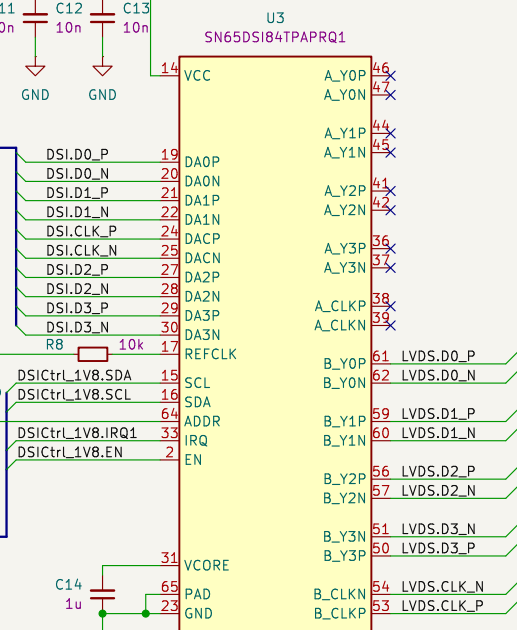 11 C12 C13
0n 10n 10n
GND GND
U3
SN65DSI84TPAPRQ1
14 VCC A_Y0P 46
A_Y0N 47
A_Y1P 44
A_Y1N 45
DSI.D0_P 19 DA0P
DSI.D0_N 20 DA0N
DSI.D1_P 21 DA1P A_Y2P 41
DSI.D1_N 22 DA1N A_Y2N 42
DSI.CLK_P 24 DACP
DSI.CLK_N 25 DACN A_Y3P 36
DSI.D2_P 27 DA2P A_Y3N 37
DSI.D2_N 28 DA2N
DSI.D3_P 29 DA3P A_CLKP 38
DSI.D3_N 30 DA3N A_CLKN 39
R8 10k 17 REFCLK B_Y0P 61 LVDS.D0_P
DSICtrl_1V8.SDA 15 SCL B_Y0N 62 LVDS.D0_N
DSICtrl_1V8.SCL 16 SDA
64 ADDR B_Y1P 59 LVDS.D1_P
DSICtrl_1V8.IRQ1 33 IRQ B_Y1N 60 LVDS.D1_N
DSICtrl_1V8.EN 2 EN
B_Y2P 56 LVDS.D2_P
B_Y2N 57 LVDS.D2_N
B_Y3N 51 LVDS.D3_N
B_Y3P 50 LVDS.D3_P
31 VCORE
C14
1u
65 PAD B_CLKN 54 LVDS.CLK_N
23 GND B_CLKP 53 LVDS.CLK_P